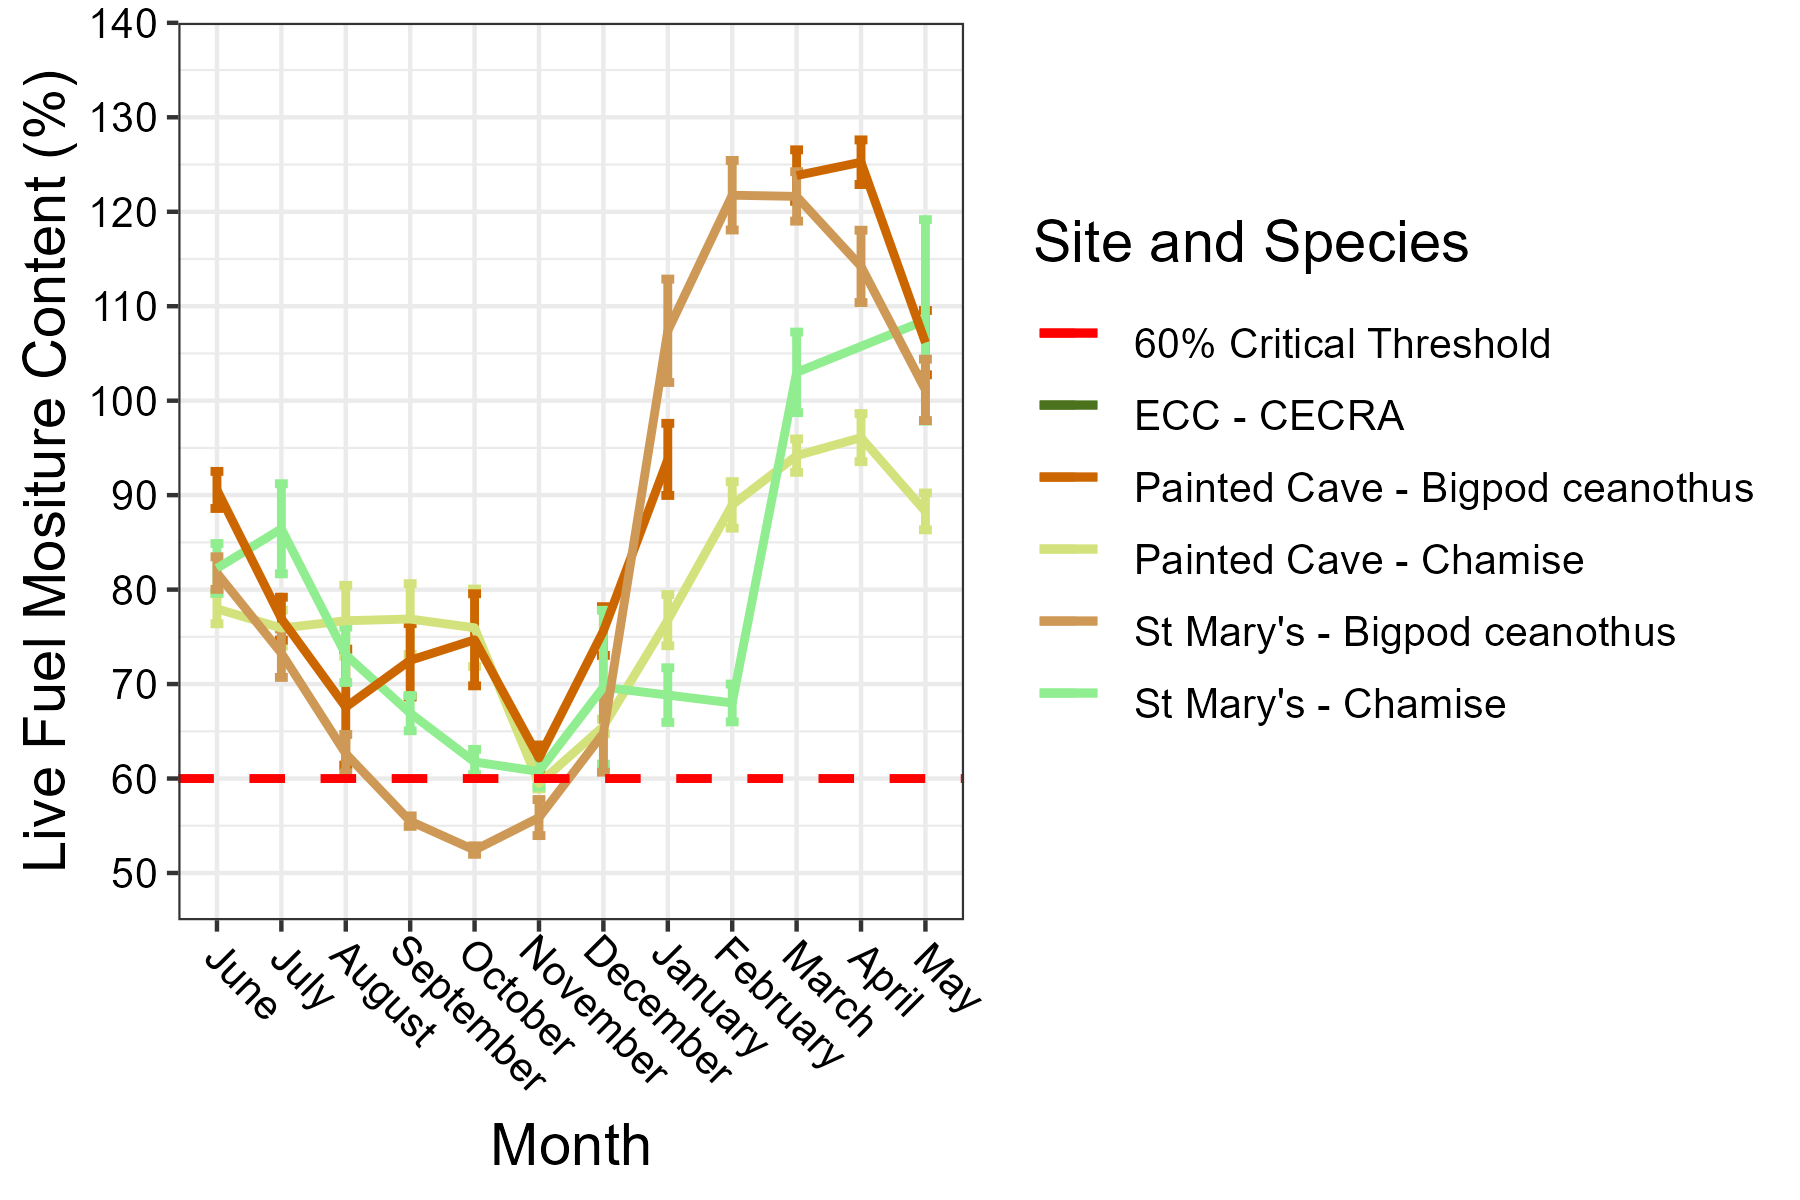 Live Fuel Mositure Content (%)
140
130
120
110
100
90
80
70
60
50
June
July
August
September
October
November
December
January
February
March
April
May
Month
Site and Species
60% Critical Threshold
ECC - CECRA
Painted Cave - Bigpod ceanothus
Painted Cave - Chamise
St Mary's - Bigpod ceanothus
St Mary's - Chamise